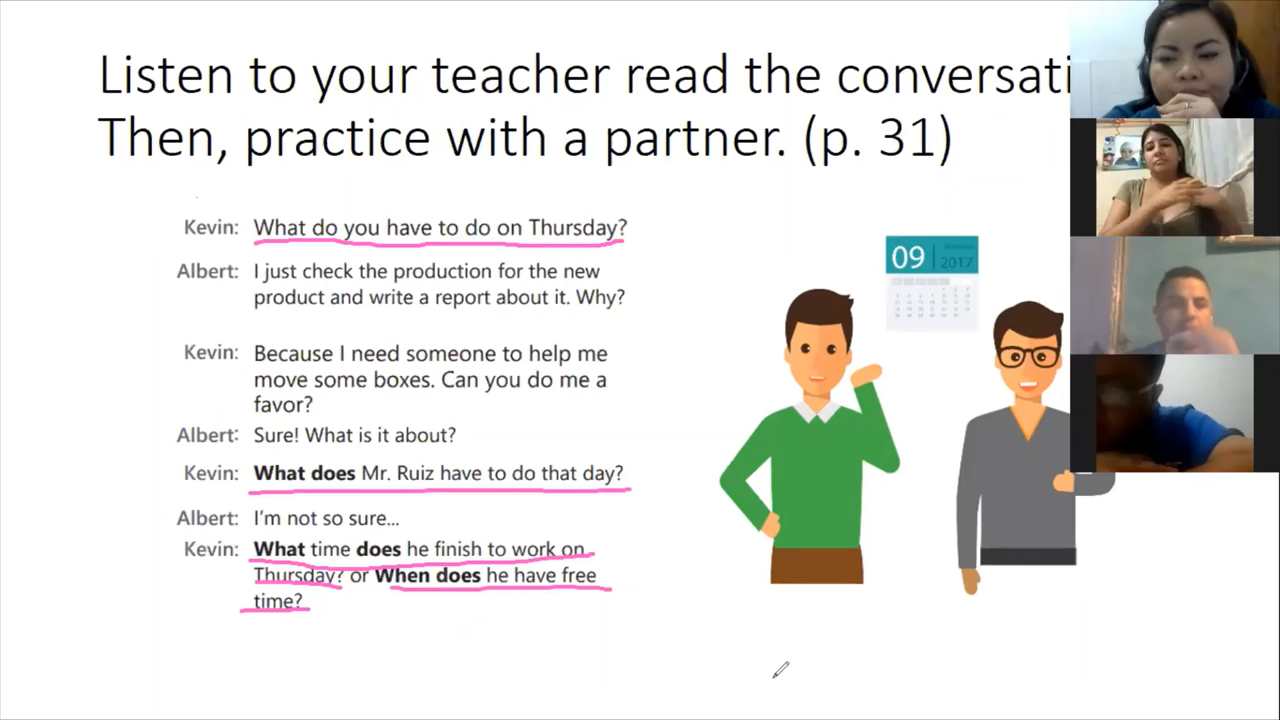 Listen to your teacher read the conversati
Then, practice with a partner. (p. 31)
Kevin: What do you have to do on Thursday?
Albert: I just check the production for the new
product and write a report about it. Why?
Kevin: Because I need someone to help me
move some boxes. Can you do me a
favor?
Albert: Sure! What is it about?
Kevin: What does Mr. Ruiz have to do that day?
Albert: I'm not so sure...
Kevin: What time does he finish to work on
Thursday? or When does he have free
time?
09
2017